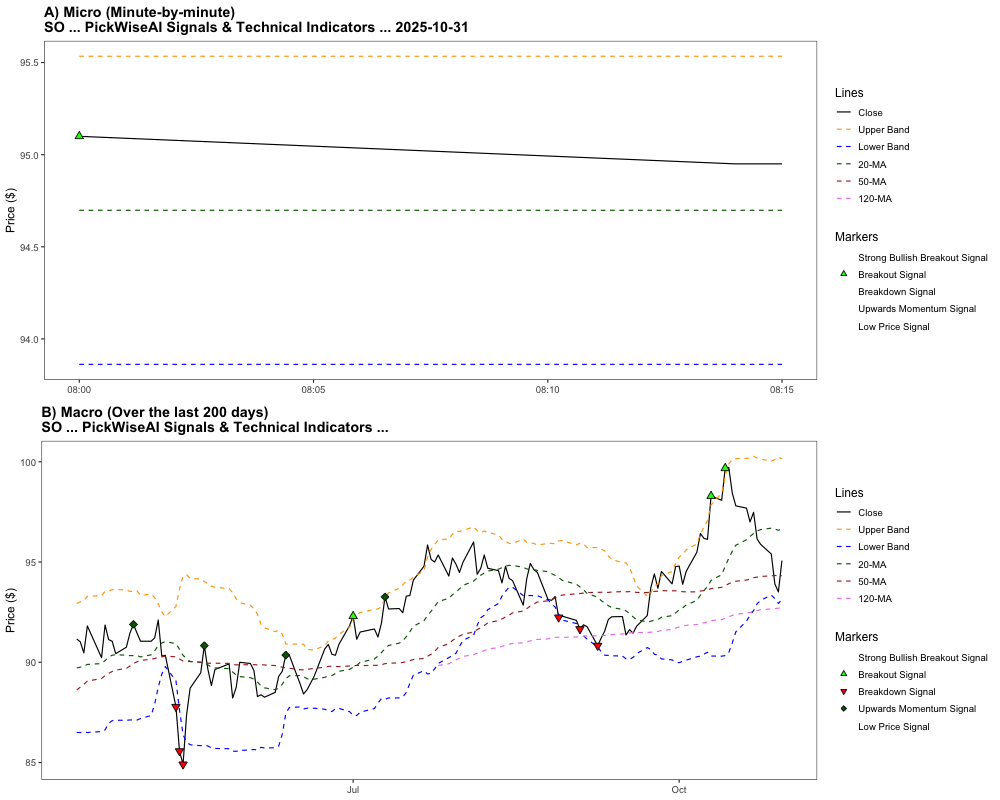 A) Micro (Minute-by-minute)
SO ... PickWiseAI Signals & Technical Indicators ... 2025-10-31
95.5
95.0
94.5
94.0
Price ($)
08:00
08:05
08:10
08:15
Lines
Close
Upper Band
Lower Band
20-MA
50-MA
120-MA
Markers
Strong Bullish Breakout Signal
Breakout Signal
Breakdown Signal
Upwards Momentum Signal
Low Price Signal
B) Macro (Over the last 200 days)
SO ... PickWiseAI Signals & Technical Indicators ...
100
95
90
85
Price ($)
Jul
Oct
Lines
Close
Upper Band
Lower Band
20-MA
50-MA
120-MA
Markers
Strong Bullish Breakout Signal
Breakout Signal
Breakdown Signal
Upwards Momentum Signal
Low Price Signal